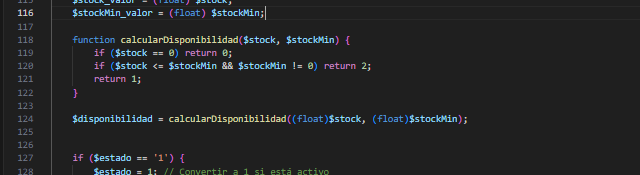 115 $stock_valor = (float) $stock;
116 $stockMin_valor = (float) $stockMin;
117
118 function calcularDisponibilidad($stock, $stockMin) {
119 if ($stock == 0) return 0;
120 if ($stock <= $stockMin && $stockMin != 0) return 2;
121 return 1;
122 }
123
124 $disponibilidad = calcularDisponibilidad((float)$stock, (float)$stockMin);
125
126
127 if ($estado == '1') {
128 $estado = 1; // Convertir a 1 si está activo